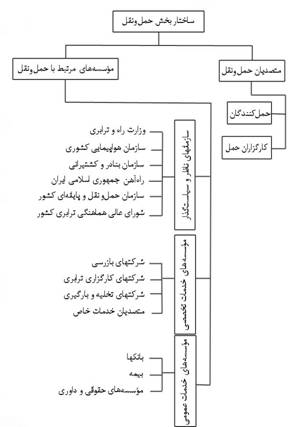 ساختار بخش حمل‌ونقل
متصدیان حمل‌ونقل
مؤسسه‌های مرتبط با حمل‌ونقل
حمل‌کنندگان
کارگزاران حمل
سازمانهای ناظر و سیاستگذار
وزارت راه و ترابری
سازمان هواپیمایی کشوری
سازمان بنادر و کشتیرانی
راه‌آهن جمهوری اسلامی ایران
سازمان حمل‌ونقل و پایانه‌های کشور
شورای عالی هماهنگی ترابری کشور
مؤسسه‌های خدمات تخصصی
شرکتهای بازرسی
شرکتهای کارگزاری ترابری
شرکتهای تخلیه و بارگیری
متصدیان خدمات خاص
مؤسسه‌های خدمات عمومی
بانکها
بیمه
مؤسسه‌های حقوقی و داوری